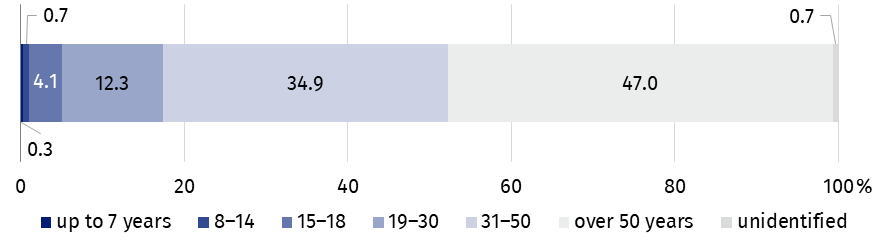 0.7 0.7
4.1 12.3 34.9 47.0
0.3
0 20 40 60 80 100 %
up to 7 years 8–14 15–18 19–30 31–50 over 50 years unidentified